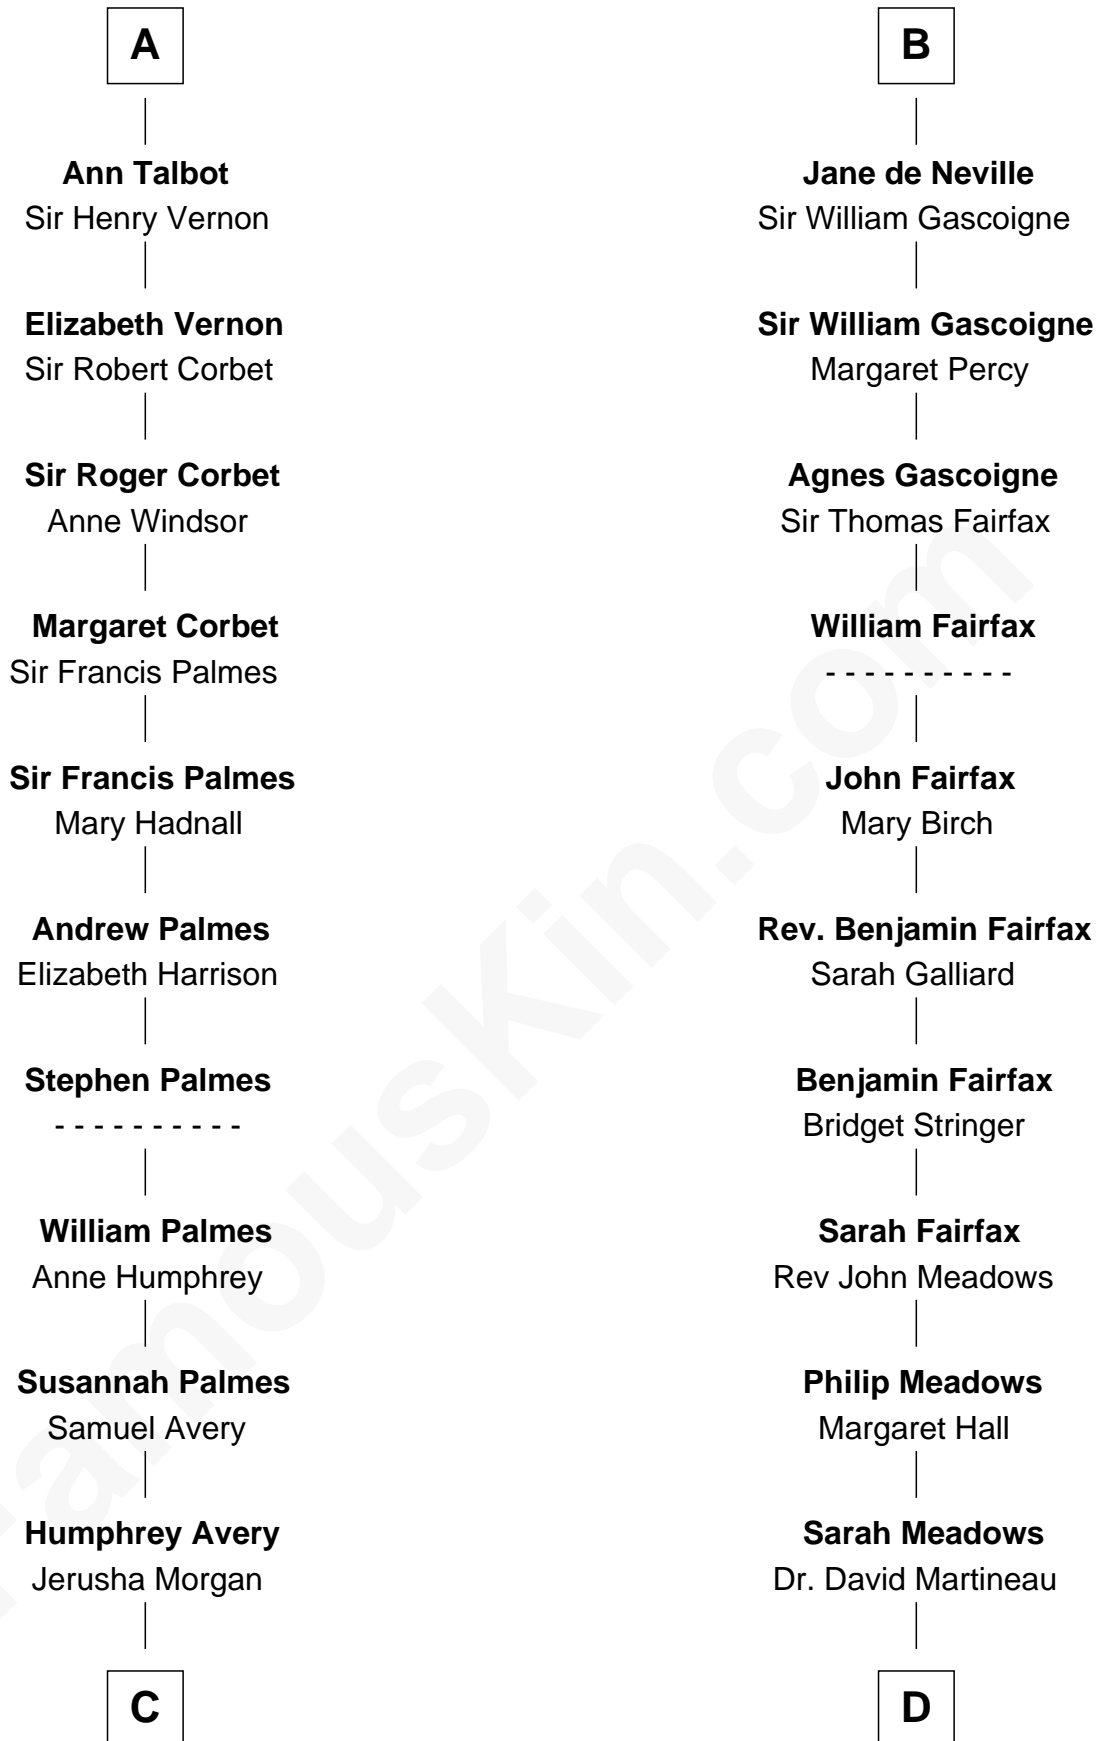 A
Ann Talbot
Sir Henry Vernon
Elizabeth Vernon
Sir Robert Corbet
Sir Roger Corbet
Anne Windsor
Margaret Corbet
Sir Francis Palmes
Sir Francis Palmes
Mary Hadnall
Andrew Palmes
Elizabeth Harrison
Stephen Palmes
- - - - - - - - - -
William Palmes
Anne Humphrey
Susannah Palmes
Samuel Avery
Humphrey Avery
Jerusha Morgan
C
B
Jane de Neville
Sir William Gascoigne
Sir William Gascoigne
Margaret Percy
Agnes Gascoigne
Sir Thomas Fairfax
William Fairfax
- - - - - - - - - -
John Fairfax
Mary Birch
Rev. Benjamin Fairfax
Sarah Galliard
Benjamin Fairfax
Bridget Stringer
Sarah Fairfax
Rev John Meadows
Philip Meadows
Margaret Hall
Sarah Meadows
Dr. David Martineau
D
FamousKin.com